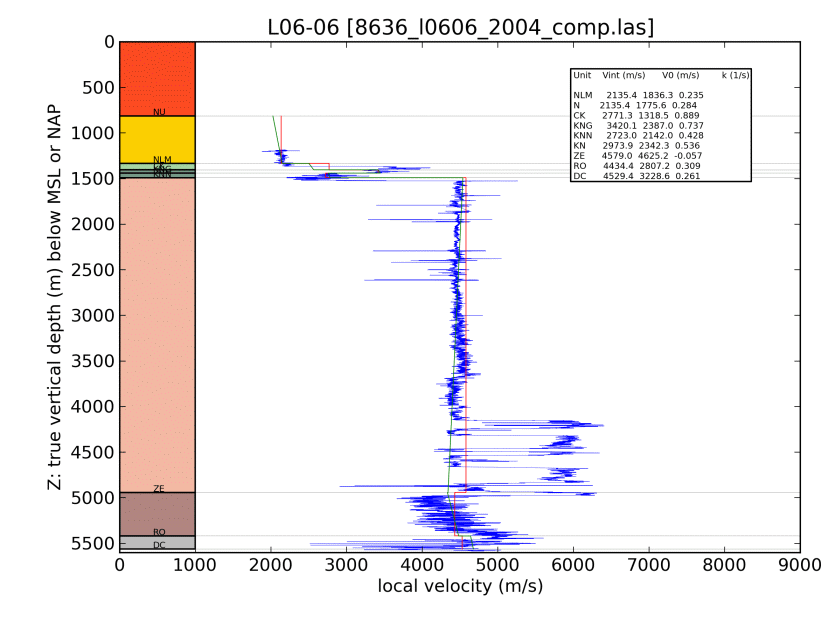 L06-06 [8636_l0606_2004_comp.las]
Z: true vertical depth (m) below MSL or NAP
0
500
1000
1500
2000
2500
3000
3500
4000
4500
5000
5500
NU
NLM
KNN
ZE
RO
DC
Unit Vint (m/s) V0 (m/s) k (1/s)
NLM 2135.4 1836.3 0.235
N 2135.4 1775.6 0.284
CK 2771.3 1318.5 0.889
KNG 3420.1 2387.0 0.737
KNN 2723.0 2142.0 0.428
KN 2973.9 2342.3 0.536
ZE 4579.0 4625.2 -0.057
RO 4434.4 2807.2 0.309
DC 4529.4 3228.6 0.261
0 1000 2000 3000 4000 5000 6000 7000 8000 9000
local velocity (m/s)